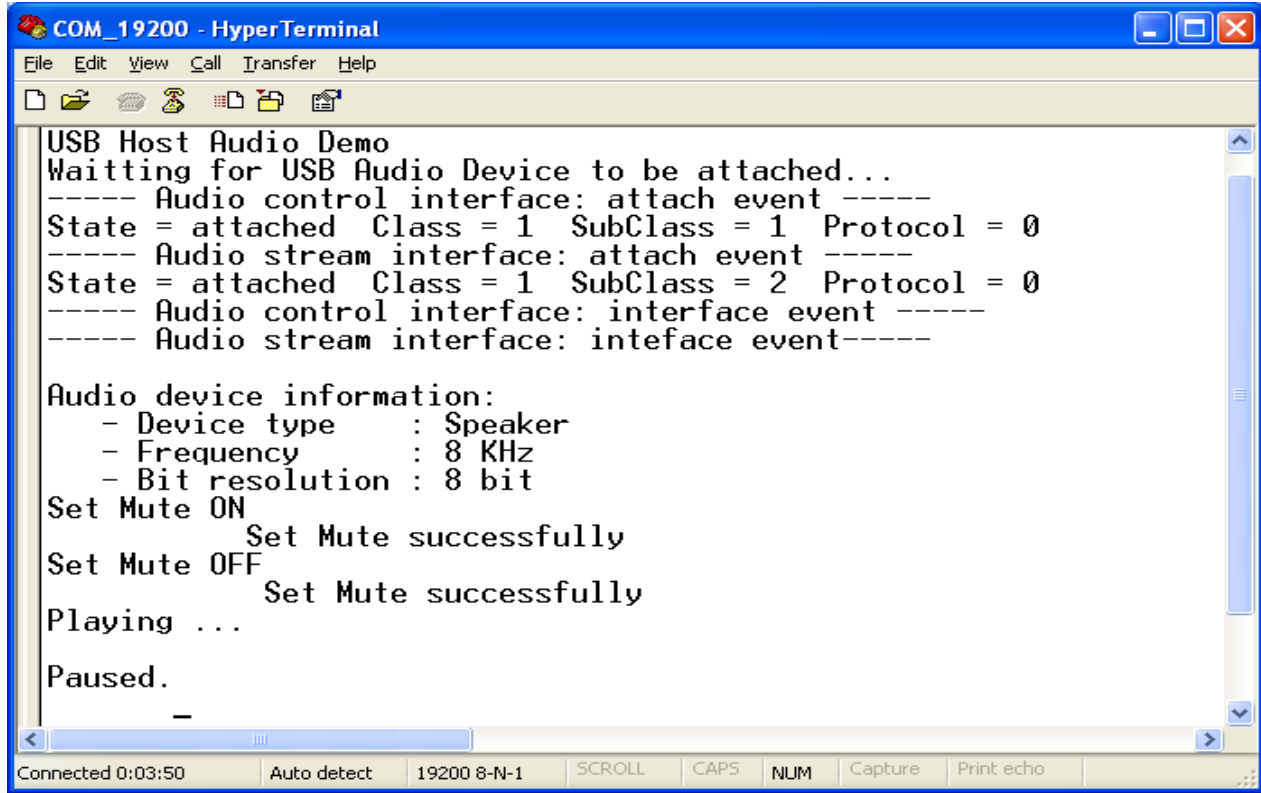 COM_19200 - HyperTerminal
File Edit View Call Transfer Help
USB Host Audio Demo
Waitting for USB Audio Device to be attached...
----- Audio control interface: attach event -----
State = attached  Class = 1  SubClass = 1  Protocol = 0
----- Audio stream interface: attach event -----
State = attached  Class = 1  SubClass = 2  Protocol = 0
----- Audio control interface: interface event -----
----- Audio stream interface: inteface event-----
Audio device information:
   - Device type    : Speaker
   - Frequency      : 8 KHz
   - Bit resolution : 8 bit
Set Mute ON
           Set Mute successfully
Set Mute OFF
            Set Mute successfully
Playing ...
Paused.
Connected 0:03:50 Auto detect 19200 8-N-1 SCROLL CAPS NUM Capture Print echo